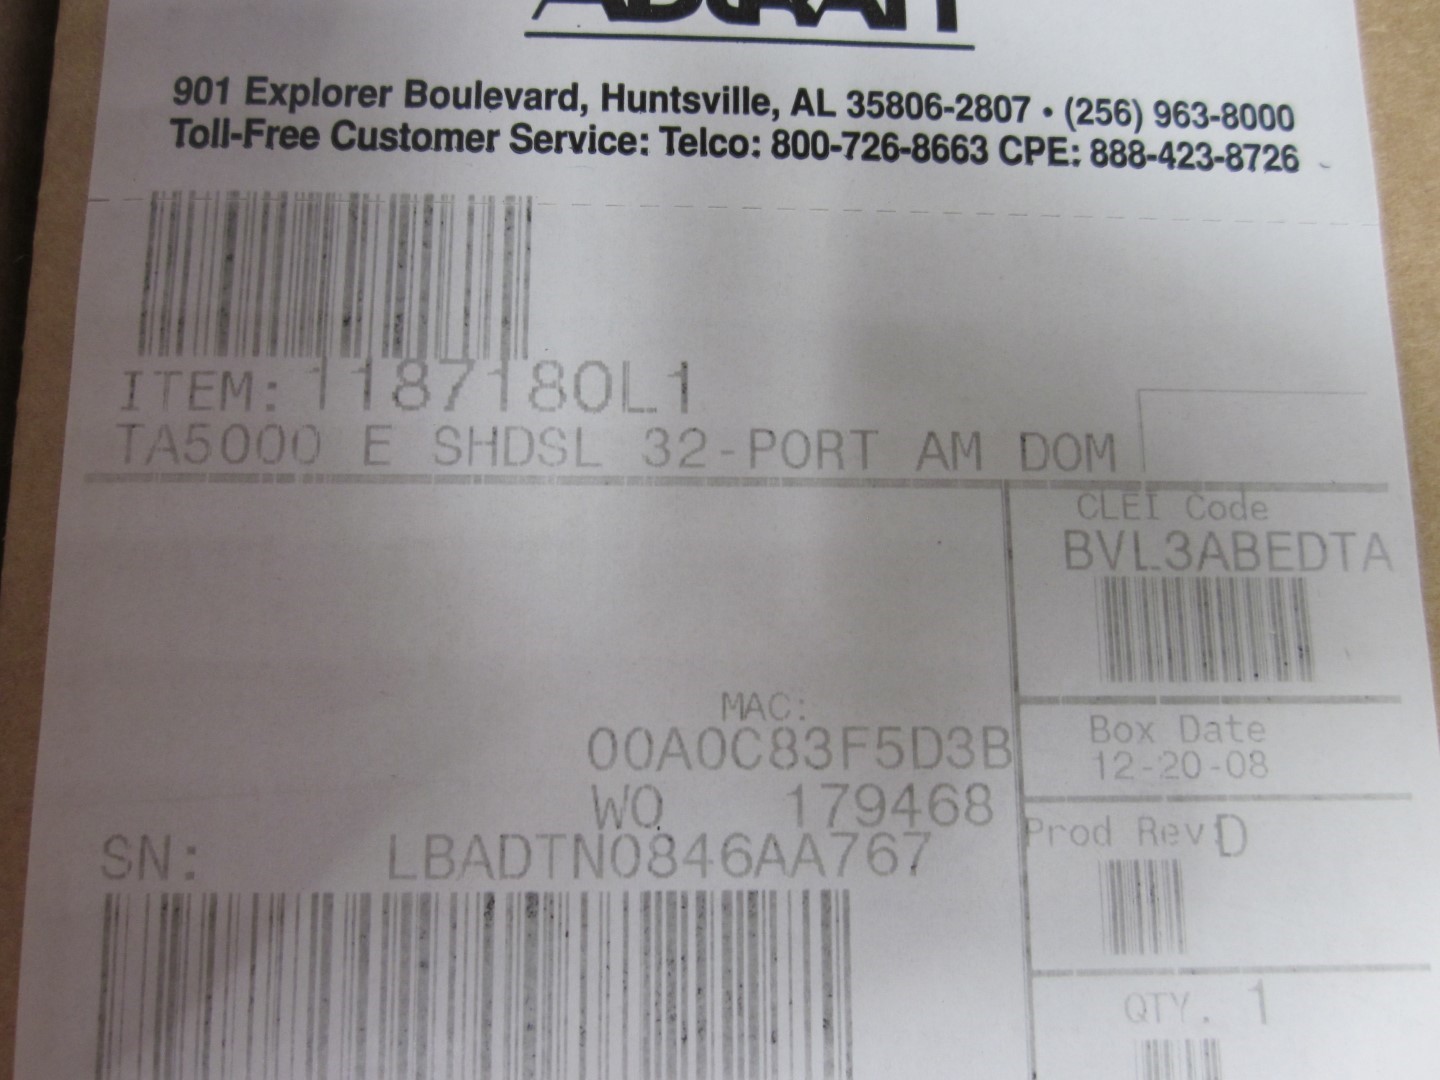 ADTRAN
901 Explorer Boulevard, Huntsville, AL 35806-2807 • (256) 963-8000
Toll-Free Customer Service: Telco: 800-726-8663 CPE: 888-423-8726
ITEM: 1187180L1
TA5000 E SHDSL 32-PORT AM DOM
CLEI Code
BVL3ABEDTA
MAC:
00A0C83F5D3B
Box Date
12-20-08
WO 179468
Prod Rev D
SN: LBADTN0846AA767
QTY. 1